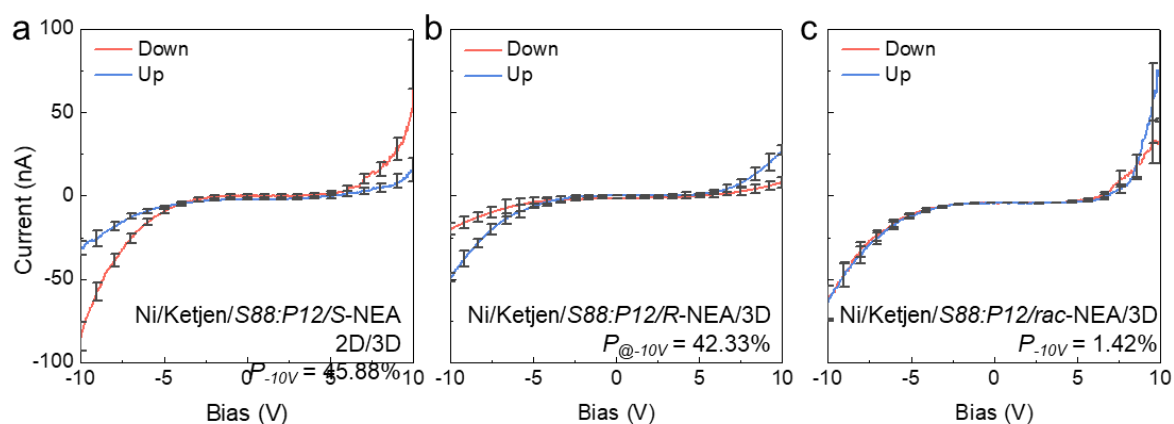 a
Down
Up
Ni/Ketjen/S88:P12/S-NEA
2D/3D
P-10V = 45.88%
b
Down
Up
Ni/Ketjen/S88:P12/R-NEA/3D
P@-10V = 42.33%
c
Down
Up
Ni/Ketjen/S88:P12/rac-NEA/3D
P-10V = 1.42%
Current (nA)
100
50
0
-50
-100
-10 -5 0 5 10
-10 -5 0 5 10
-10 -5 0 5 10
Bias (V)
Bias (V)
Bias (V)